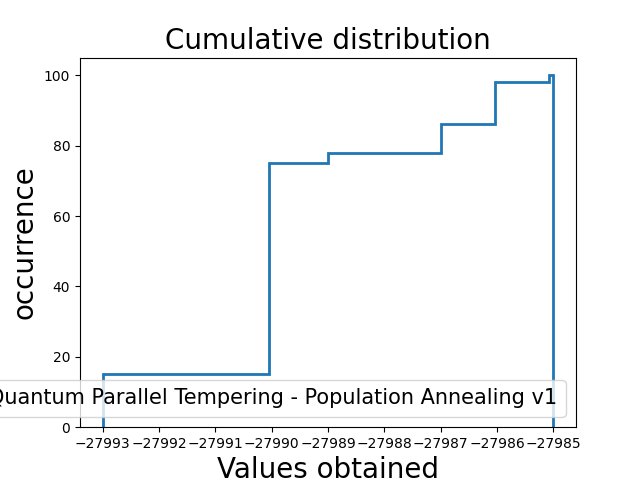 Cumulative distribution
occurrence
100
80
60
40
20
0
Parallel Tempering - Population Annealing v1
−27993 −27992 −27991 −27990 −27989 −27988 −27987 −27986 −27985
Values obtained